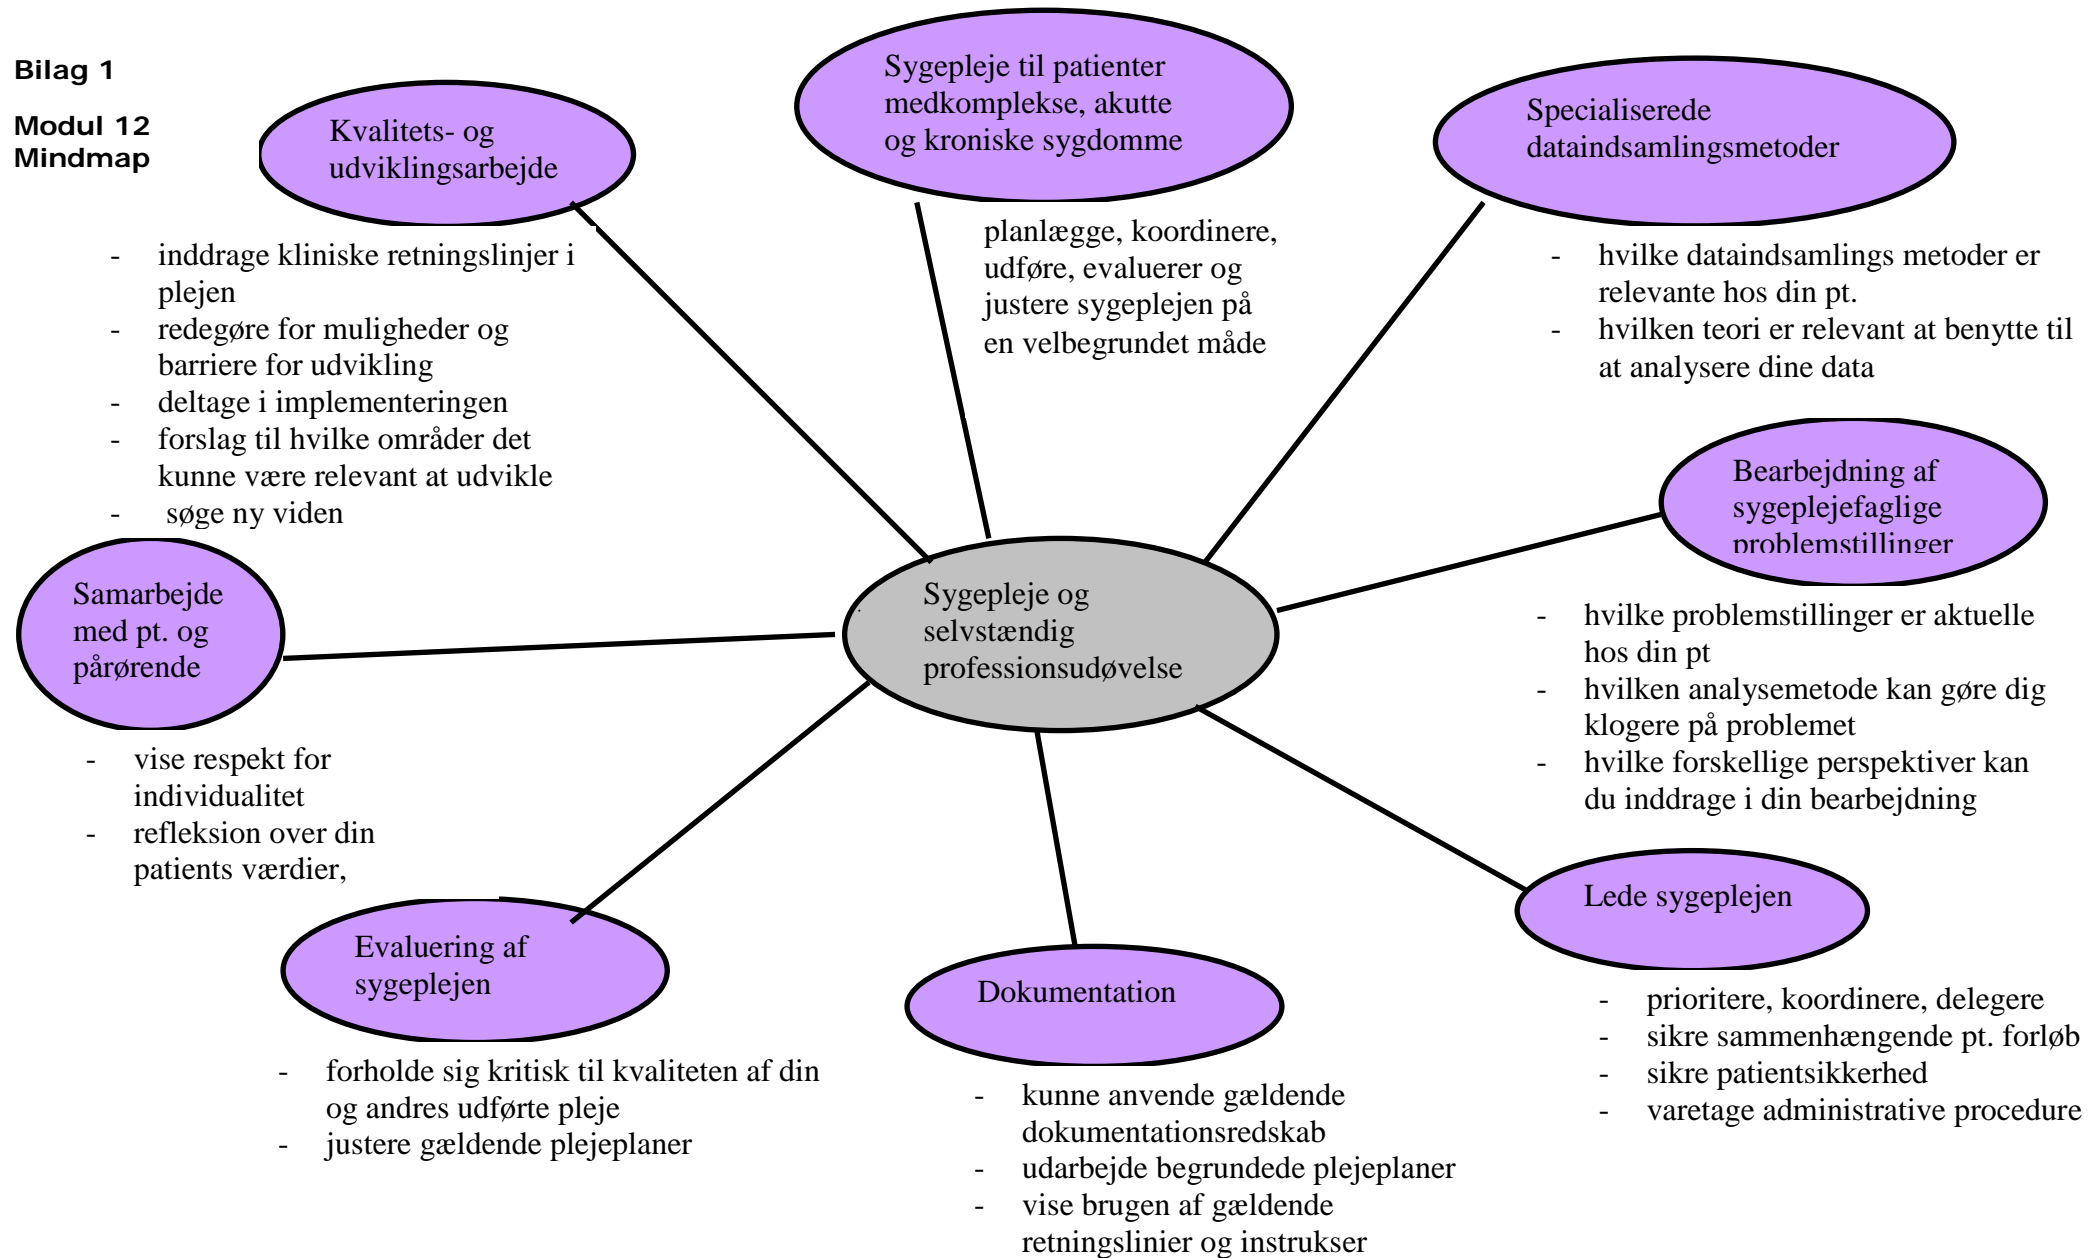 Bilag 1
Modul 12
Mindmap
Kvalitets- og
udviklingsarbejde
- inddrage kliniske retningslinjer i
plejen
- redegøre for muligheder og
barriere for udvikling
- deltage i implementeringen
- forslag til hvilke områder det
kunne være relevant at udvikle
- søge ny viden
Sygepleje til patienter
medkomplekse, akutte
og kroniske sygdomme
planlægge, koordinere,
udføre, evaluerer og
justere sygeplejen på
en velbegrundet måde
Specialiserede
dataindsamlingsmetoder
- hvilke dataindsamlings metoder er
relevante hos din pt.
- hvilken teori er relevant at benytte til
at analysere dine data
Bearbejdning af
sygeplejefaglige
problemstillinger
- hvilke problemstillinger er aktuelle
hos din pt
- hvilken analysemetode kan gøre dig
klogere på problemet
- hvilke forskellige perspektiver kan
du inddrage i din bearbejdning
Samarbejde
med pt. og
pårørende
- vise respekt for
individualitet
- refleksion over din
patients værdier,
Sygepleje og
selvstændig
professionsudøvelse
Lede sygeplejen
- prioritere, koordinere, delegere
- sikre sammenhængende pt. forløb
- sikre patientsikkerhed
- varetage administrative procedure
Evaluering af
sygeplejen
- forholde sig kritisk til kvaliteten af din
og andres udførte pleje
- justere gældende plejeplaner
Dokumentation
- kunne anvende gældende
dokumentationsredskab
- udarbejde begrundede plejeplaner
- vise brugen af gældende
retningslinier og instrukser